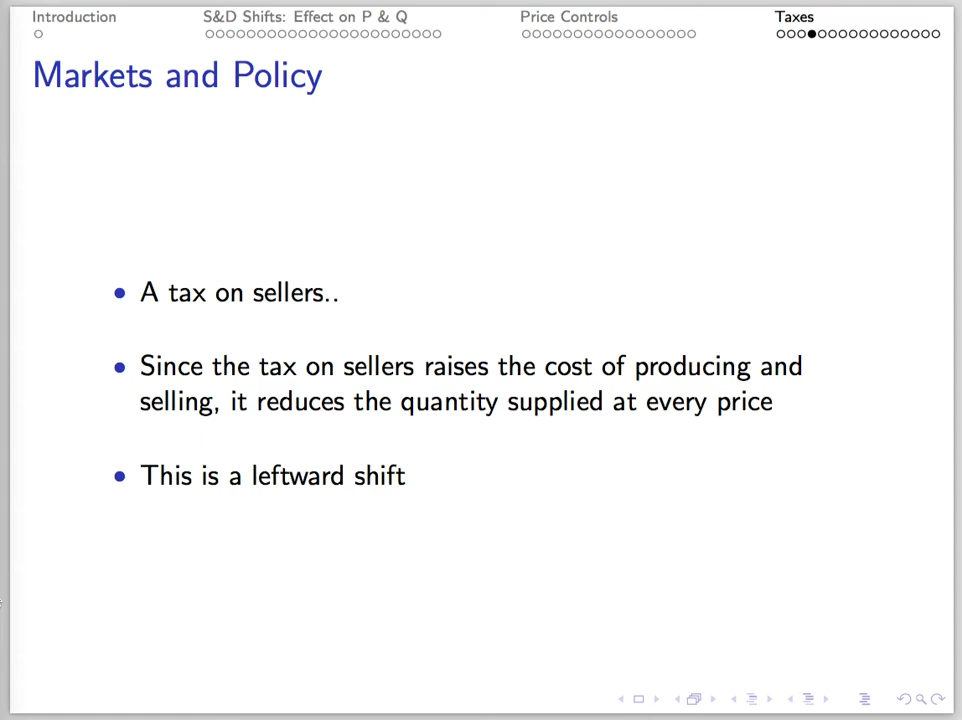 Introduction S&D Shifts: Effect on P & Q Price Controls Taxes
Markets and Policy
A tax on sellers..
Since the tax on sellers raises the cost of producing and
selling, it reduces the quantity supplied at every price
This is a leftward shift